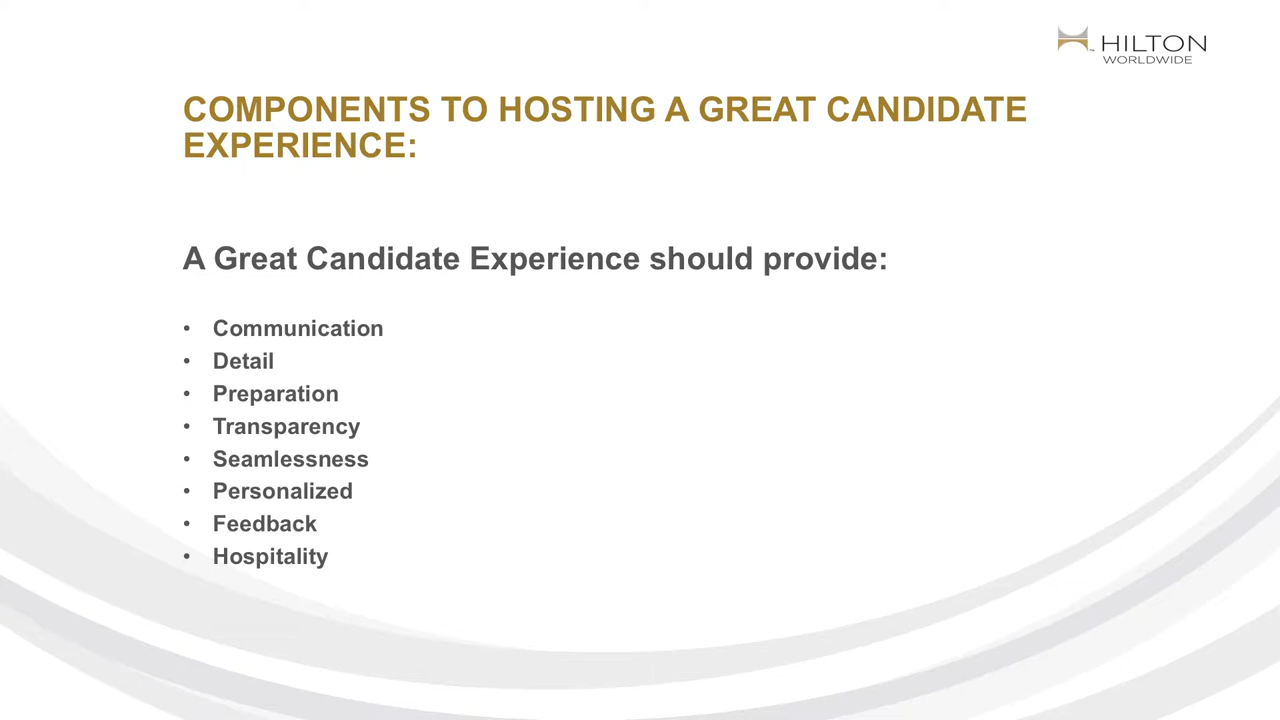 HILTON
WORLDWIDE
COMPONENTS TO HOSTING A GREAT CANDIDATE
EXPERIENCE:
A Great Candidate Experience should provide:
• Communication
• Detail
• Preparation
• Transparency
• Seamlessness
• Personalized
• Feedback
• Hospitality